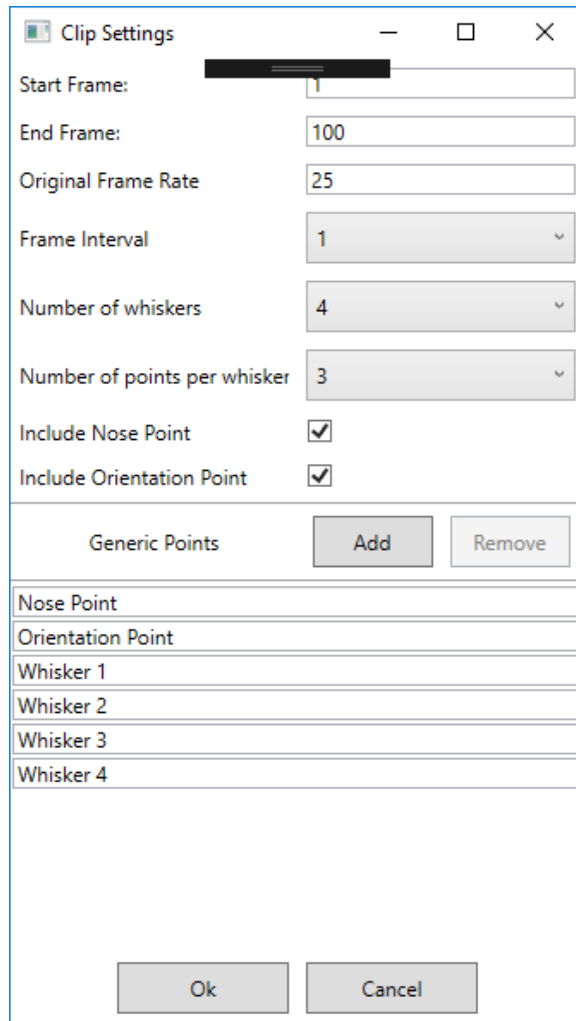 Clip Settings
Start Frame: 1
End Frame: 100
Original Frame Rate 25
Frame Interval 1
Number of whiskers 4
Number of points per whisker 3
Include Nose Point
Include Orientation Point
Generic Points Add Remove
Nose Point
Orientation Point
Whisker 1
Whisker 2
Whisker 3
Whisker 4
Ok Cancel